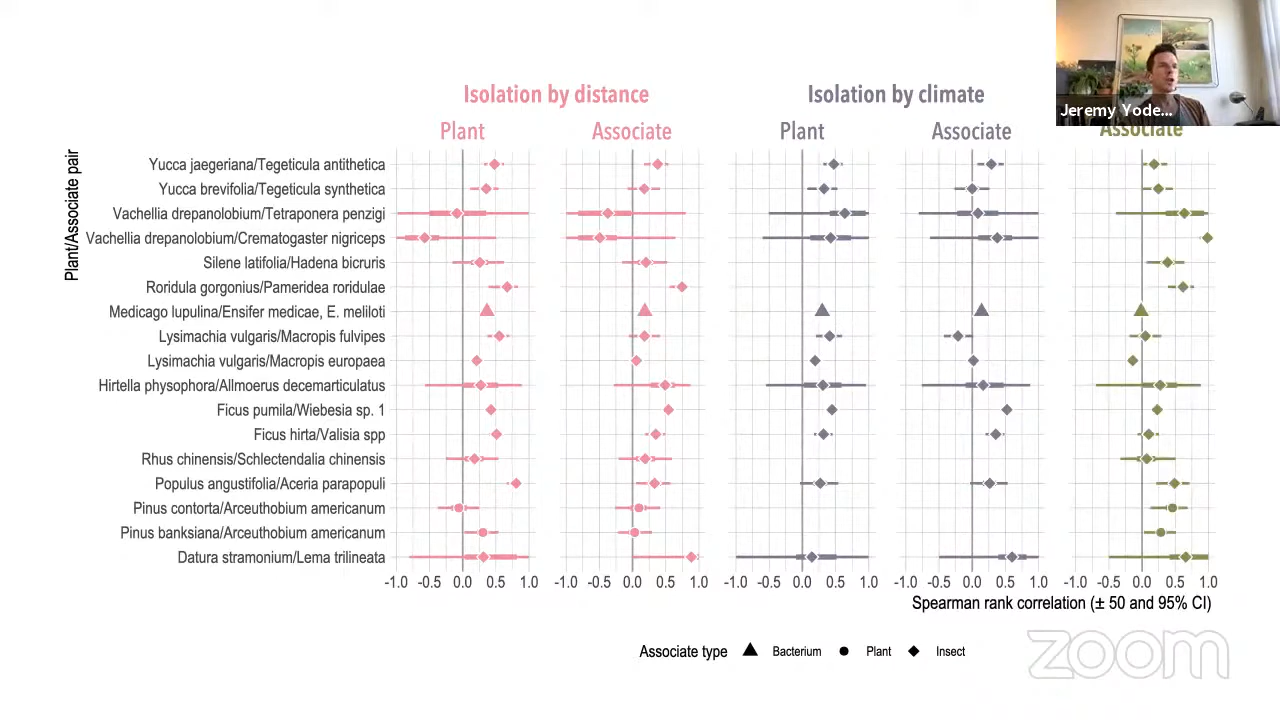 Jeremy Yode...
Isolation by distance
Isolation by climate
Plant
Associate
Plant
Associate
Associate
Plant/Associate pair
Yucca jaegeriana/Tegeticula antithetica
Yucca brevifolia/Tegeticula synthetica
Vachellia drepanolobium/Tetraponera penzigi
Vachellia drepanolobium/Crematogaster nigriceps
Silene latifolia/Hadena bicruris
Roridula gorgonius/Pameridea roridulae
Medicago lupulina/Ensifer medicae, E. meliloti
Lysimachia vulgaris/Macropis fulvipes
Lysimachia vulgaris/Macropis europaea
Hirtella physophora/Allmoerus decemarticulatus
Ficus pumila/Wiebesia sp. 1
Ficus hirta/Valisia spp
Rhus chinensis/Schlectendalia chinensis
Populus angustifolia/Aceria parapopuli
Pinus contorta/Arceuthobium americanum
Pinus banksiana/Arceuthobium americanum
Datura stramonium/Lema trilineata
-1.0 -0.5 0.0 0.5 1.0 -1.0 -0.5 0.0 0.5 1.0 -1.0 -0.5 0.0 0.5 1.0 -1.0 -0.5 0.0 0.5 1.0 -1.0 -0.5 0.0 0.5 1.0
Spearman rank correlation (± 50 and 95% CI)
Associate type Bacterium Plant Insect
zoom